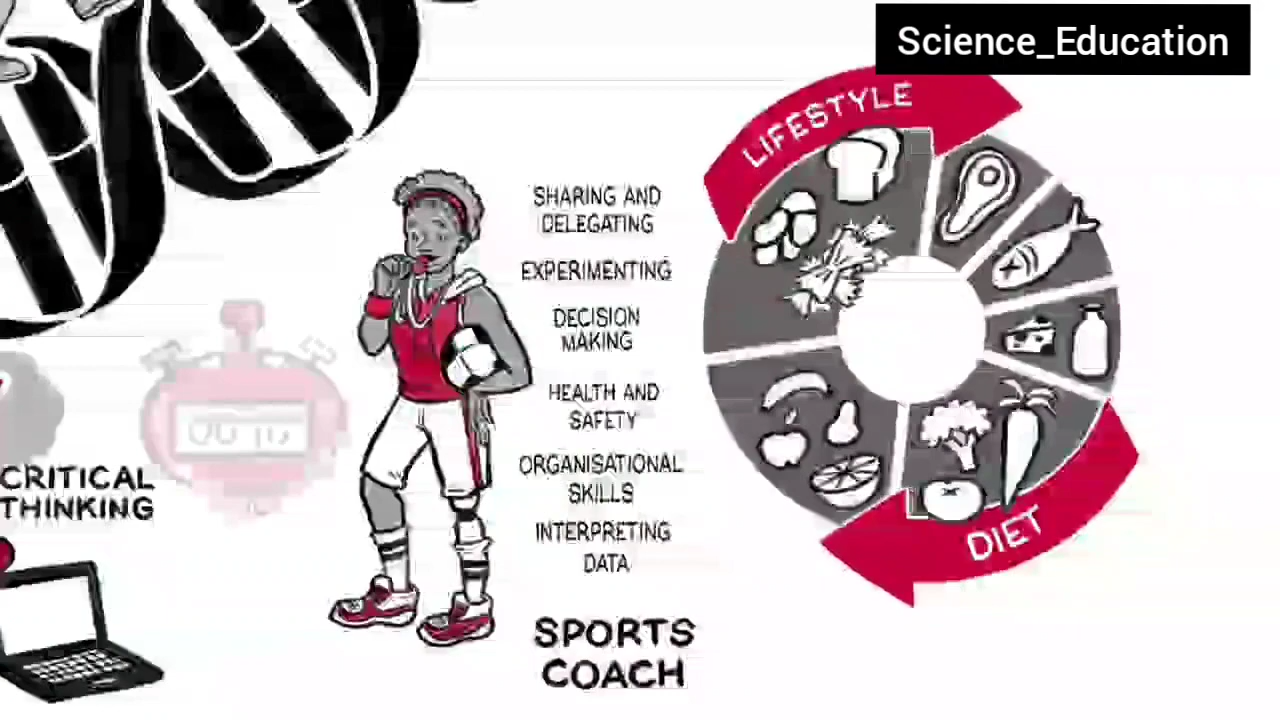 Science_Education
LIFESTYLE
SHARING AND
DELEGATING
EXPERIMENTING
DECISION
MAKING
HEALTH AND
SAFETY
ORGANISATIONAL
SKILLS
INTERPRETING
DATA
SPORTS
COACH
CRITICAL
THINKING
DIET